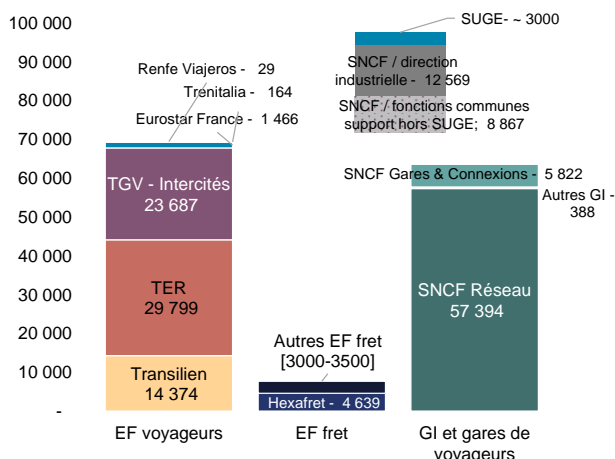 100 000
90 000
80 000
70 000
60 000
50 000
40 000
30 000
20 000
10 000
-
SUGE- ~ 3000
SNCF / direction
industrielle - 12 569
SNCF / fonctions communes
support hors SUGE;  8 867
Renfe Viajeros -  29
Trenitalia -  164
Eurostar France - 1 466
TGV - Intercités
23 687
TER
29 799
Transilien
14 374
Autres EF fret
[3000-3500]
Hexafret - 4 639
SNCF Gares & Connexions - 5 822
Autres GI -
388
SNCF Réseau
57 394
EF voyageurs
EF fret
GI et gares de
voyageurs